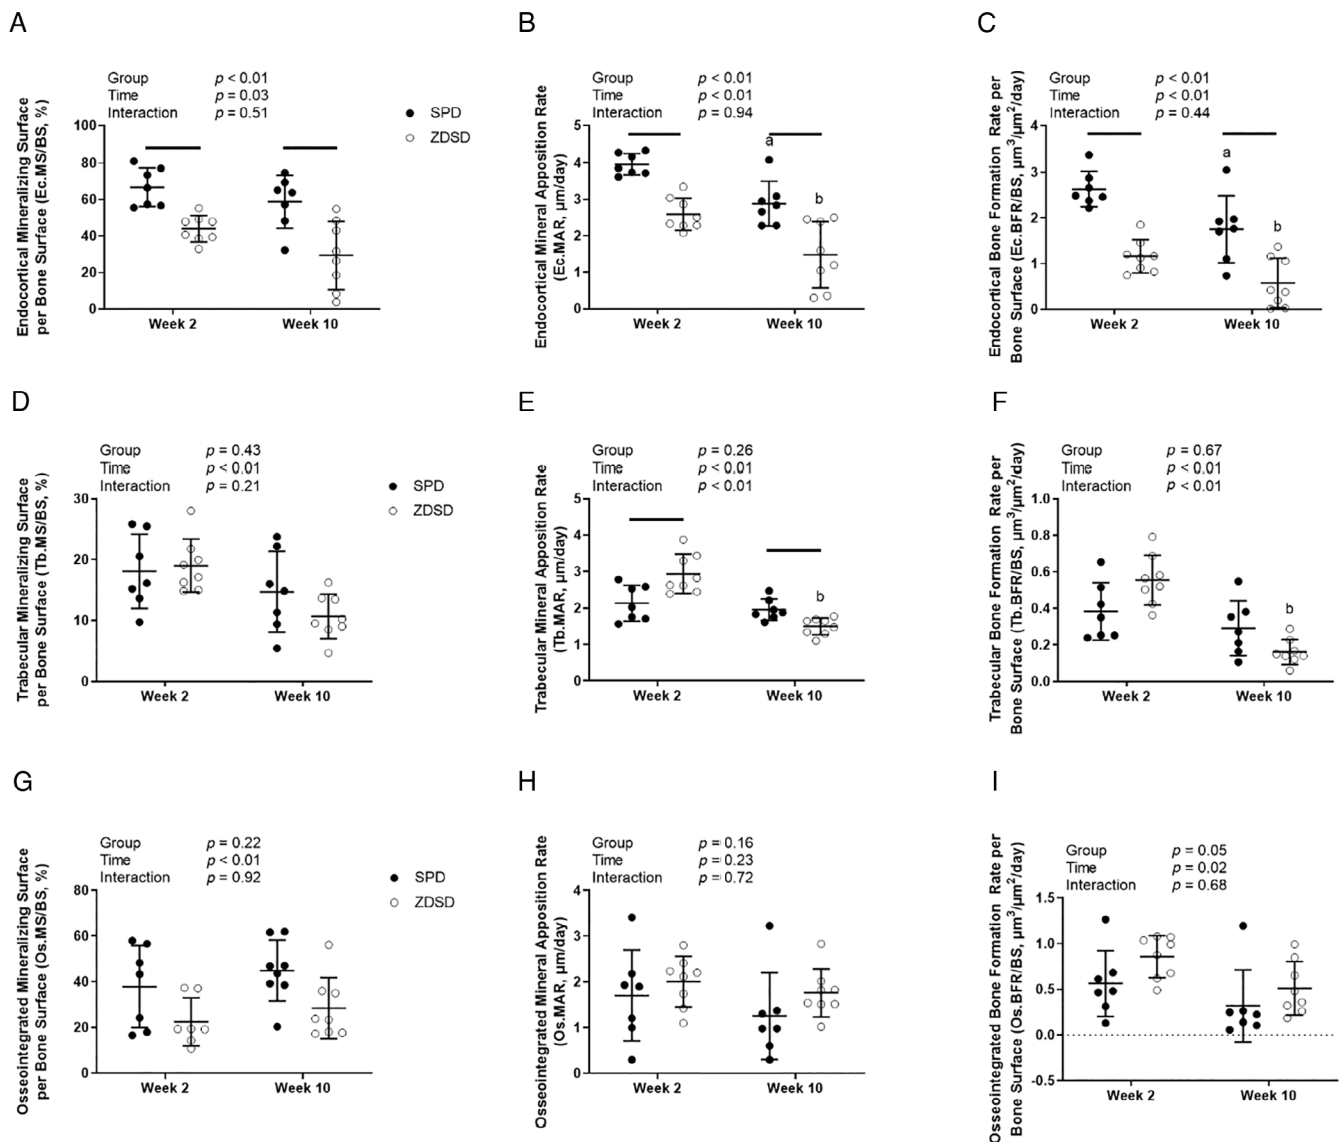 A
Group p < 0.01
Time p = 0.03
Interaction p = 0.51
SPD
ZDSD
Endocortical Mineralizing Surface
per Bone Surface (Ec.MS/BS, %)
100
80
60
40
20
0
Week 2 Week 10
B
Group p < 0.01
Time p < 0.01
Interaction p = 0.94
Endocortical Mineral Apposition Rate
(Ec.MAR, µm/day)
5
4
3
2
1
0
a
b
Week 2 Week 10
C
Group p < 0.01
Time p < 0.01
Interaction p = 0.44
Endocortical Bone Formation Rate per
Bone Surface (Ec.BFR/BS, µm³/µm²/day)
4
3
2
1
0
a
b
Week 2 Week 10
D
Group p = 0.43
Time p < 0.01
Interaction p = 0.21
SPD
ZDSD
Trabecular Mineralizing Surface
per Bone Surface (Tb.MS/BS, %)
30
20
10
0
Week 2 Week 10
E
Group p = 0.26
Time p < 0.01
Interaction p < 0.01
Trabecular Mineral Apposition Rate
(Tb.MAR, µm/day)
5
4
3
2
1
0
b
Week 2 Week 10
F
Group p = 0.67
Time p < 0.01
Interaction p < 0.01
Trabecular Bone Formation Rate per
Bone Surface (Tb.BFR/BS, µm³/µm²/day)
1.0
0.8
0.6
0.4
0.2
0.0
b
Week 2 Week 10
G
Group p = 0.22
Time p < 0.01
Interaction p = 0.92
SPD
ZDSD
Osseointegrated Mineralizing Surface
per Bone Surface (Os.MS/BS, %)
80
60
40
20
0
Week 2 Week 10
H
Group p = 0.16
Time p = 0.23
Interaction p = 0.72
Osseointegrated Mineral Apposition Rate
(Os.MAR, µm/day)
4
3
2
1
0
Week 2 Week 10
I
Group p = 0.05
Time p = 0.02
Interaction p = 0.68
Osseointegrated Bone Formation Rate per
Bone Surface (Os.BFR/BS, µm³/µm²/day)
1.5
1.0
0.5
0.0
-0.5
Week 2 Week 10